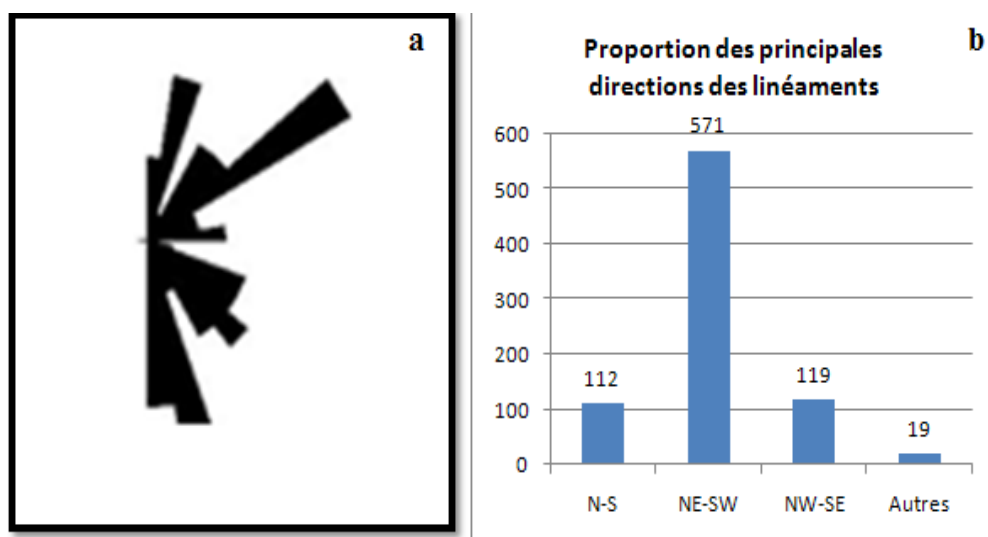 a
b
Proportion des principales
directions des linéaments
600
500
400
300
200
100
0
571
112
119
19
N-S
NE-SW
NW-SE
Autres